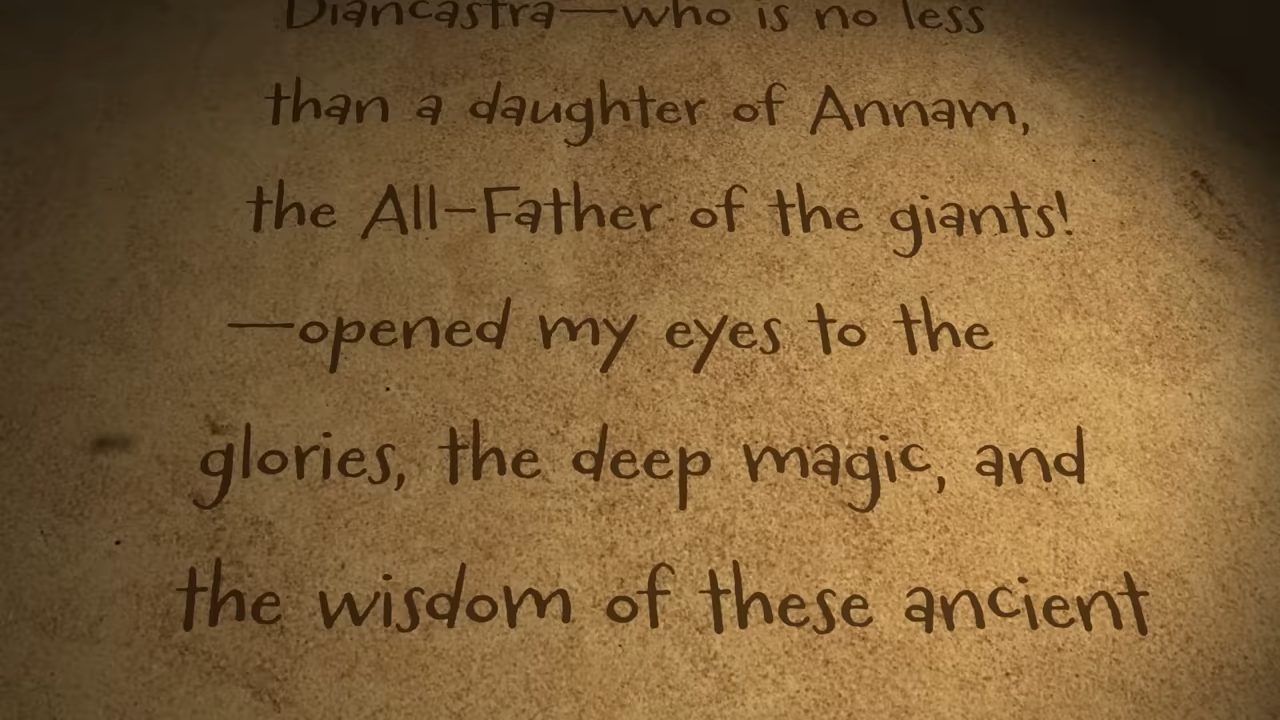 Diancastra—who is no less
than a daughter of Annam,
the All-Father of the giants!
—opened my eyes to the
glories, the deep magic, and
the wisdom of these ancient